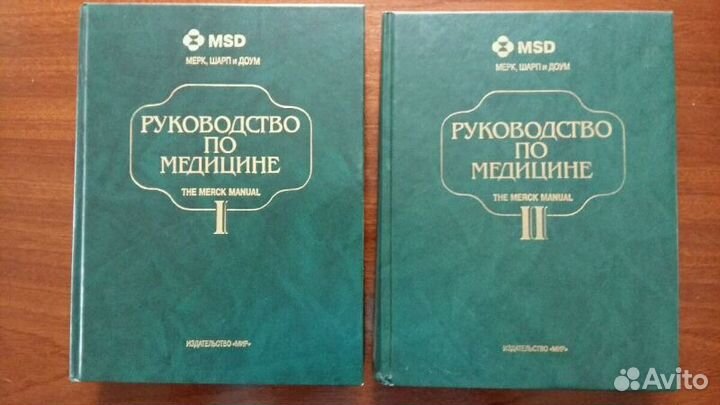 MSD
МЕРК, ШАРП и ДОУМ
РУКОВОДСТВО
ПО
МЕДИЦИНЕ
THE MERCK MANUAL
I
ИЗДАТЕЛЬСТВО «МИР»
MSD
МЕРК, ШАРП и ДОУМ
РУКОВОДСТВО
ПО
МЕДИЦИНЕ
THE MERCK MANUAL
II
ИЗДАТЕЛЬСТВО «МИР»
Avito